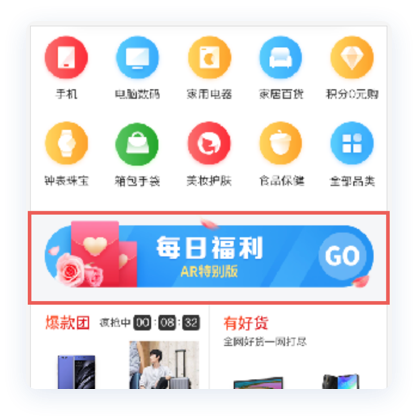 手机 电脑数码 家用电器 家居百货 积分0元购
钟表珠宝 箱包手袋 美妆护肤 食品保健 全部品类
每日福利
AR特别版
GO
爆款团 疯抢中 00:08:32
有好货
全网好货一网打尽